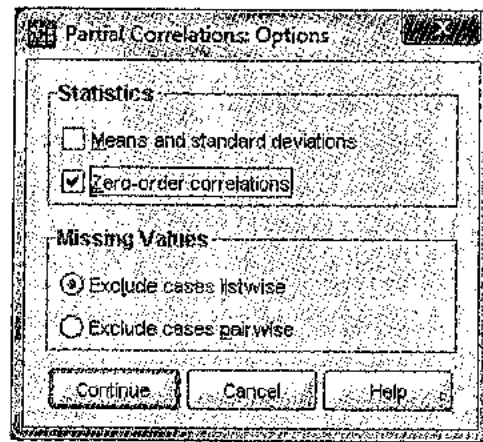 Partial Correlations: Options
Statistics
Means and standard deviations
Zero-order correlations
Missing Values
Exclude cases listwise
Exclude cases pairwise
Continue Cancel Help